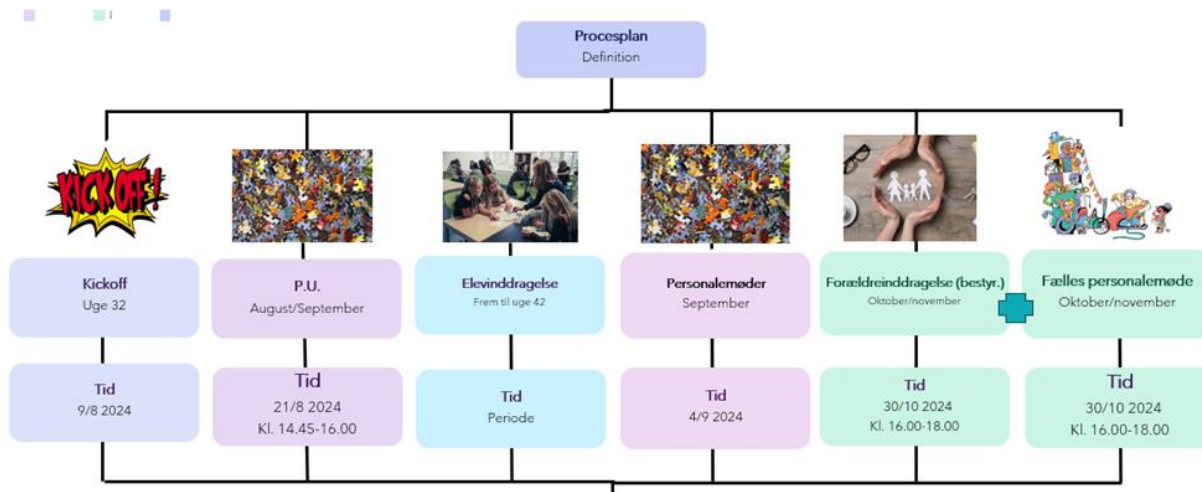 Procesplan
Definition
KICK OFF!
Kickoff
Uge 32
P.U.
August/September
Elevinddragelse
Frem til uge 42
Personalemøder
September
Forældreinddragelse (bestyr.)
Oktober/november
Fælles personalemøde
Oktober/november
Tid
9/8 2024
Tid
21/8 2024
Kl. 14.45-16.00
Tid
Periode
Tid
4/9 2024
Tid
30/10 2024
Kl. 16.00-18.00
Tid
30/10 2024
Kl. 16.00-18.00